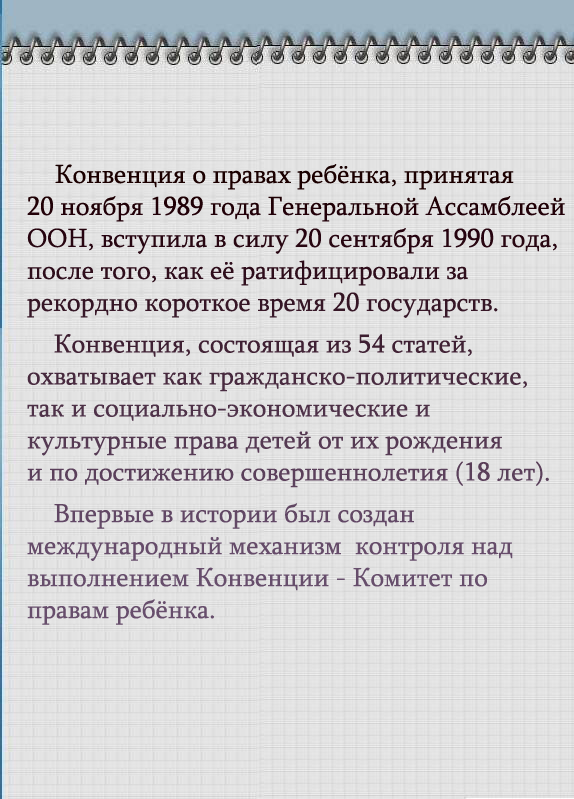 Конвенция о правах ребёнка, принятая
20 ноября 1989 года Генеральной Ассамблеей
ООН, вступила в силу 20 сентября 1990 года,
после того, как её ратифицировали за
рекордно короткое время 20 государств.
Конвенция, состоящая из 54 статей,
охватывает как гражданско-политические,
так и социально-экономические и
культурные права детей от их рождения
и по достижению совершеннолетия (18 лет).
Впервые в истории был создан
международный механизм контроля над
выполнением Конвенции - Комитет по
правам ребёнка.